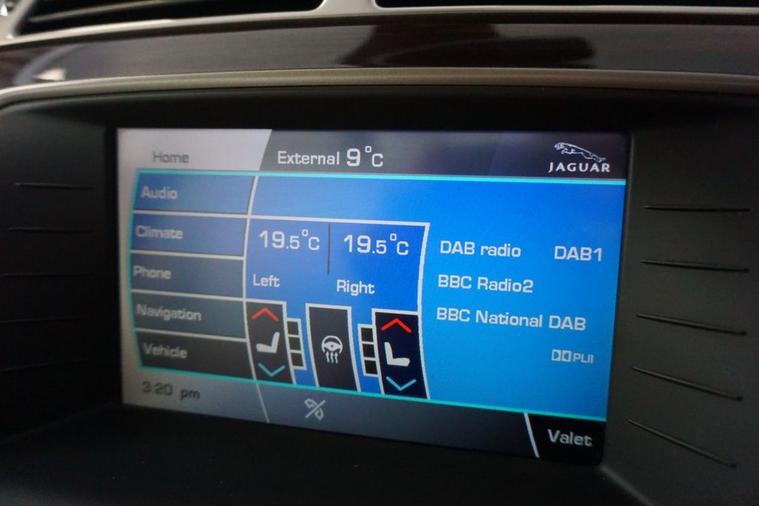 Home
External 9°C
JAGUAR
Audio
Climate
Phone
Navigation
Vehicle
19.5°C
19.5°C
Left
Right
DAB radio DAB1
BBC Radio2
BBC National DAB
PLII
3:20 pm
Valet